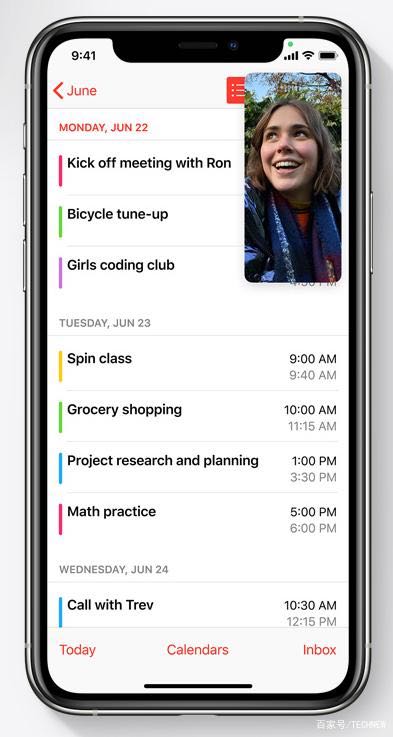 9:41
June
MONDAY, JUN 22
Kick off meeting with Ron
Bicycle tune-up
Girls coding club
TUESDAY, JUN 23
Spin class 9:00 AM
9:40 AM
Grocery shopping 10:00 AM
11:15 AM
Project research and planning 1:00 PM
3:30 PM
Math practice 5:00 PM
6:00 PM
WEDNESDAY, JUN 24
Call with Trev 10:30 AM
12:15 PM
Today Calendars Inbox
百家号/TECHNEW